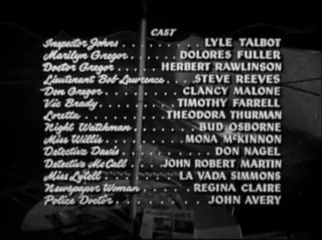 CAST
Inspector Johns . . . . . . . . . LYLE TALBOT
Marilyn Gregor . . . . . . DOLORES FULLER
Doctor Gregor . . . . . HERBERT RAWLINSON
Lieutenant Bob Lawrence . . . . STEVE REEVES
Don Gregor . . . . . . . . CLANCY MALONE
Vic Brady . . . . . . . . TIMOTHY FARRELL
Loretta . . . . . . . . THEODORA THURMAN
Night Watchman . . . . . . . BUD OSBORNE
Miss Willis . . . . . . . . MONA McKINNON
Detective Davis . . . . . . . . DON NAGEL
Detective McCall . . . JOHN ROBERT MARTIN
Miss Lytell . . . . . . . LA VADA SIMMONS
Newspaper Woman . . . . . REGINA CLAIRE
Police Doctor . . . . . . . . . JOHN AVERY